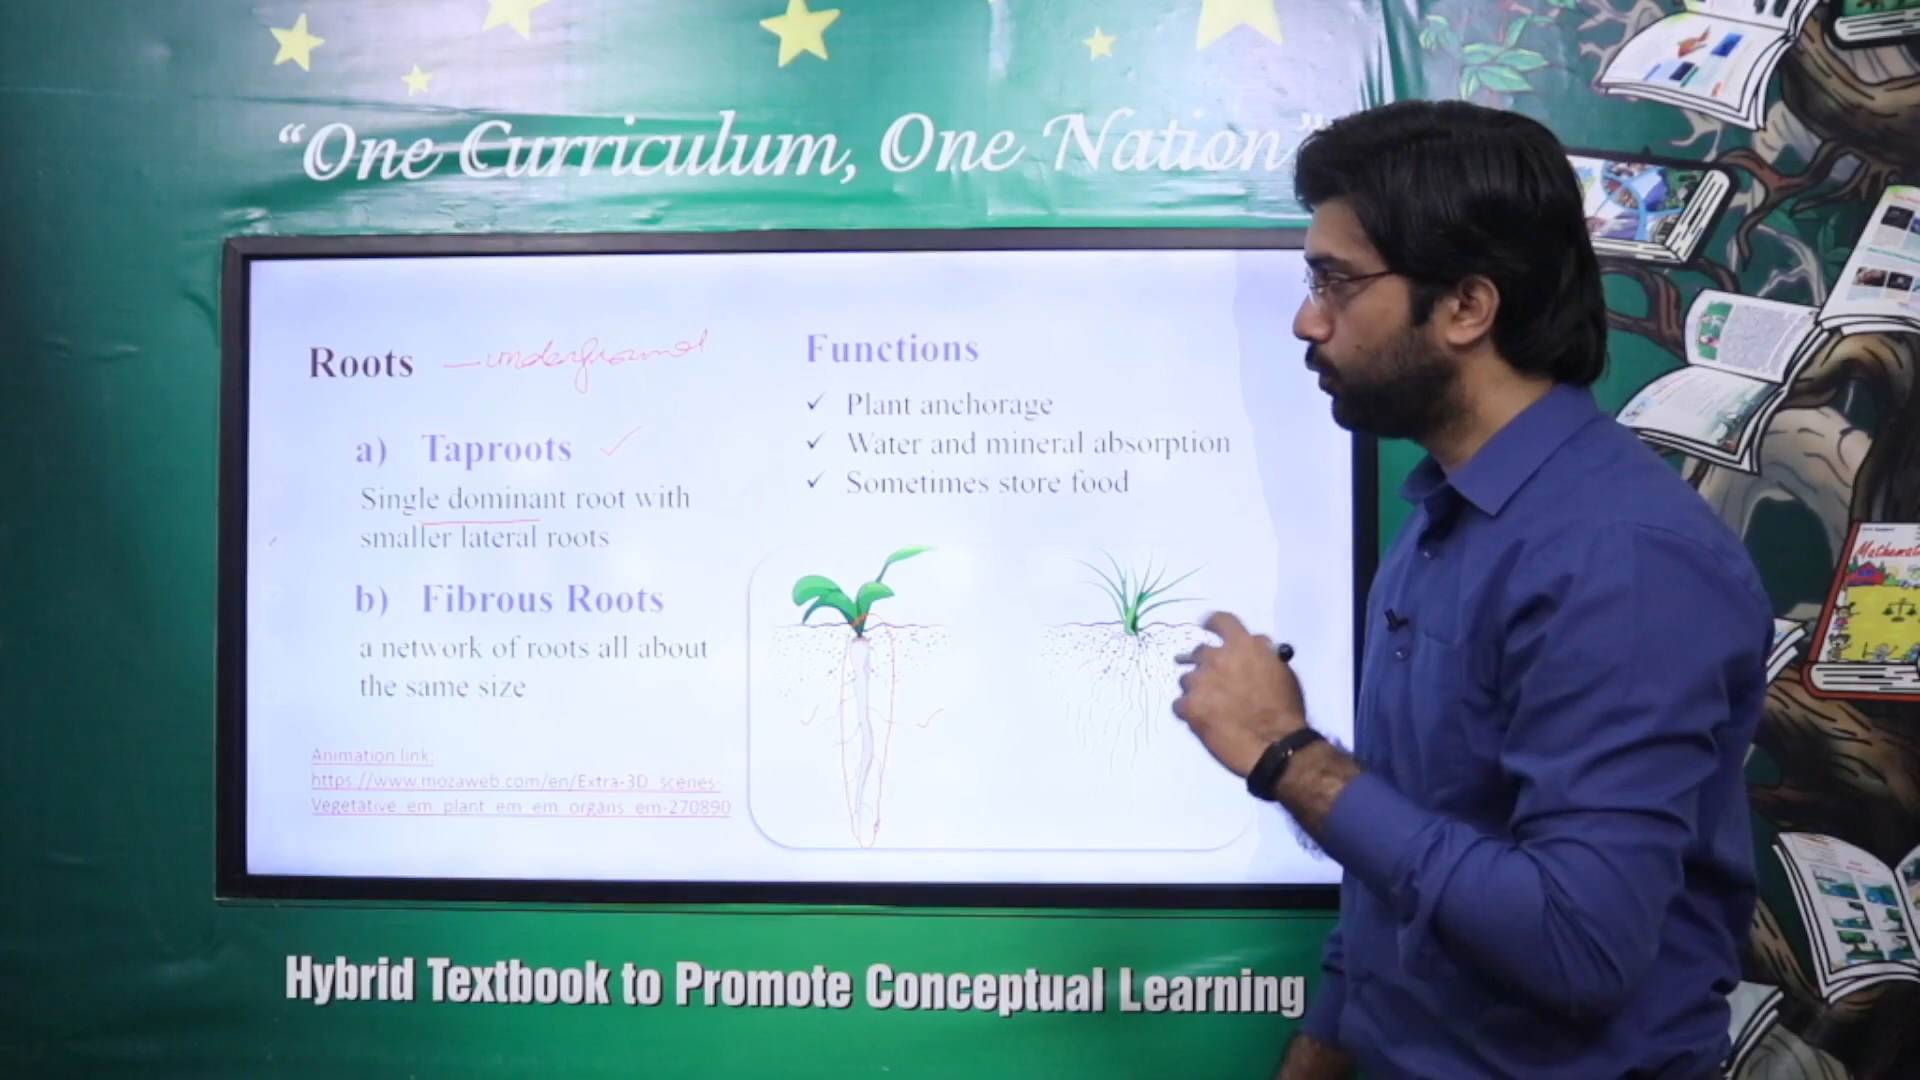 “One Curriculum, One Nation”
Roots – underground
a) Taproots ✓
Single dominant root with
smaller lateral roots
b) Fibrous Roots
a network of roots all about
the same size
Animation link:
https://www.mozaweb.com/en/Extra-3D_scenes-
Vegetative_em_plant_em_em_organs_em-270890
Functions
✓ Plant anchorage
✓ Water and mineral absorption
✓ Sometimes store food
Hybrid Textbook to Promote Conceptual Learning